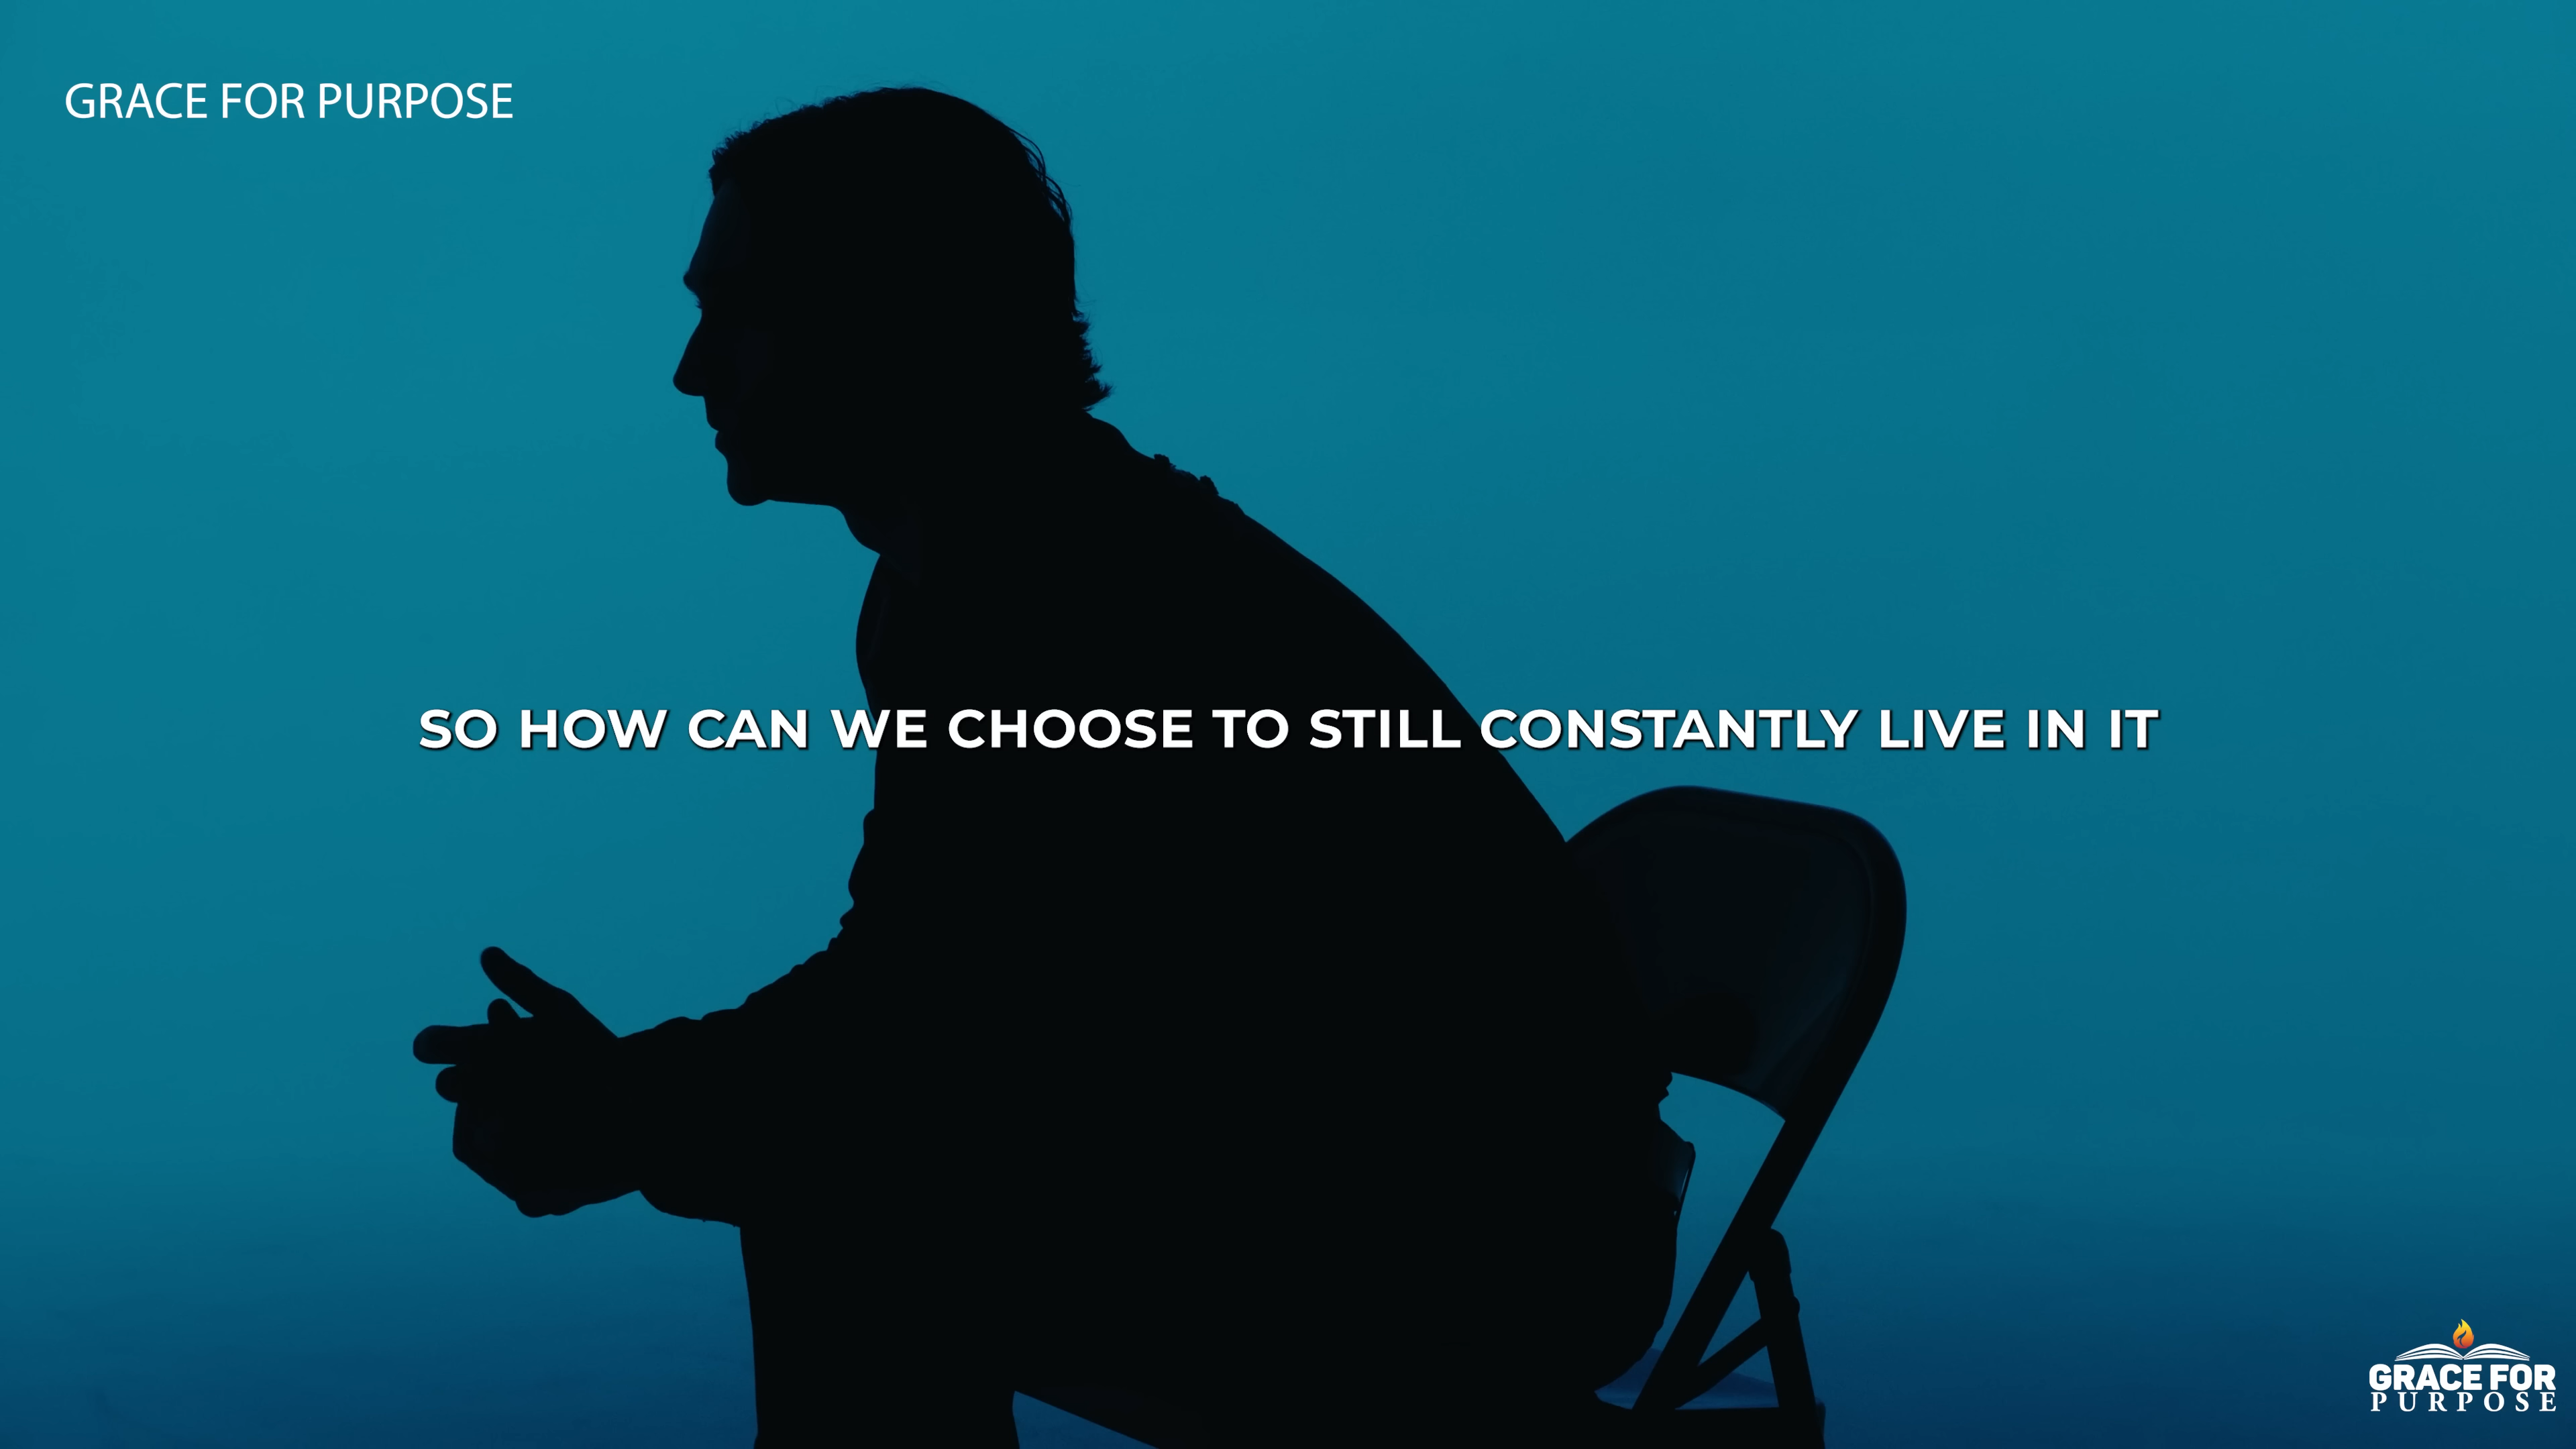 GRACE FOR PURPOSE
SO HOW CAN WE CHOOSE TO STILL CONSTANTLY LIVE IN IT
GRACE FOR
PURPOSE